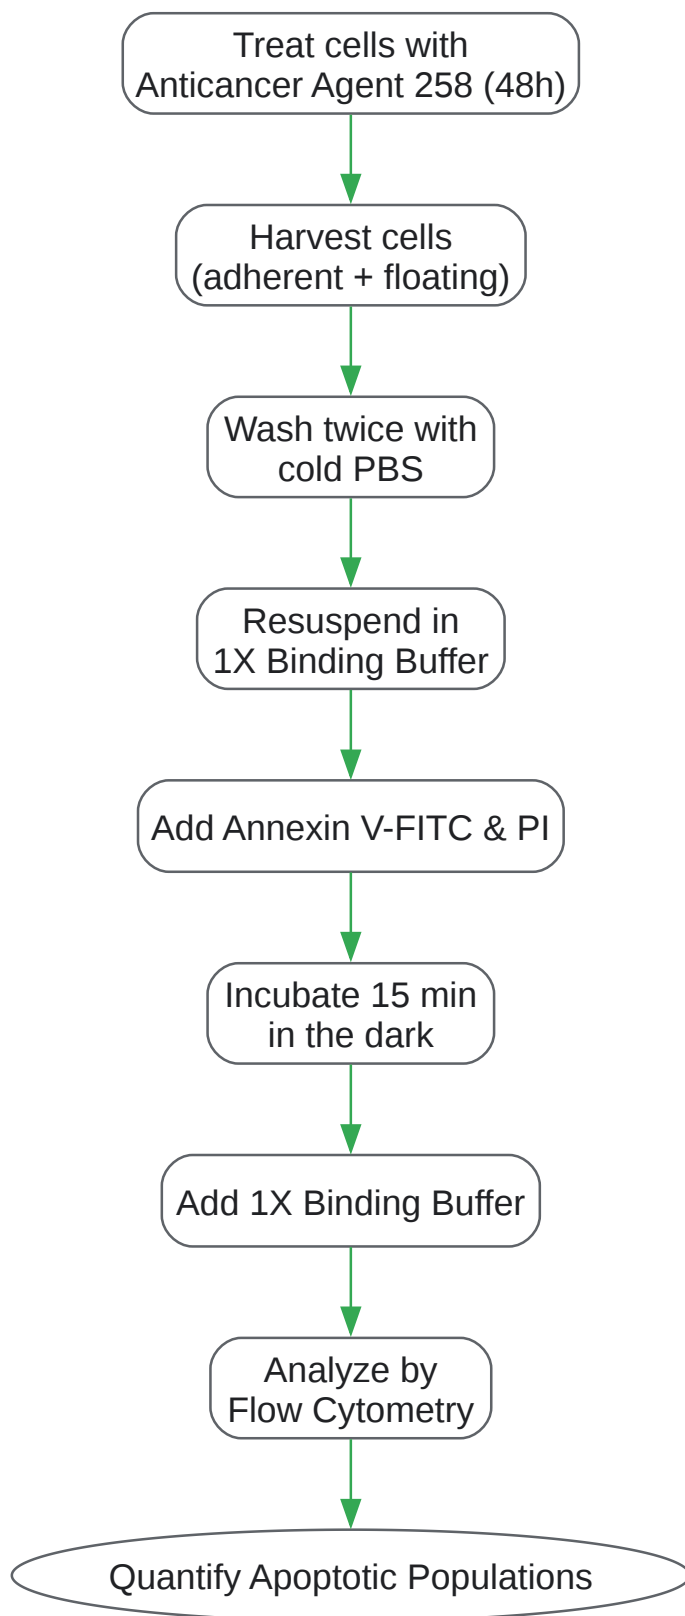 Treat cells with
Anticancer Agent 258 (48h)
Harvest cells
(adherent + floating)
Wash twice with
cold PBS
Resuspend in
1X Binding Buffer
Add Annexin V-FITC & PI
Incubate 15 min
in the dark
Add 1X Binding Buffer
Analyze by
Flow Cytometry
Quantify Apoptotic Populations